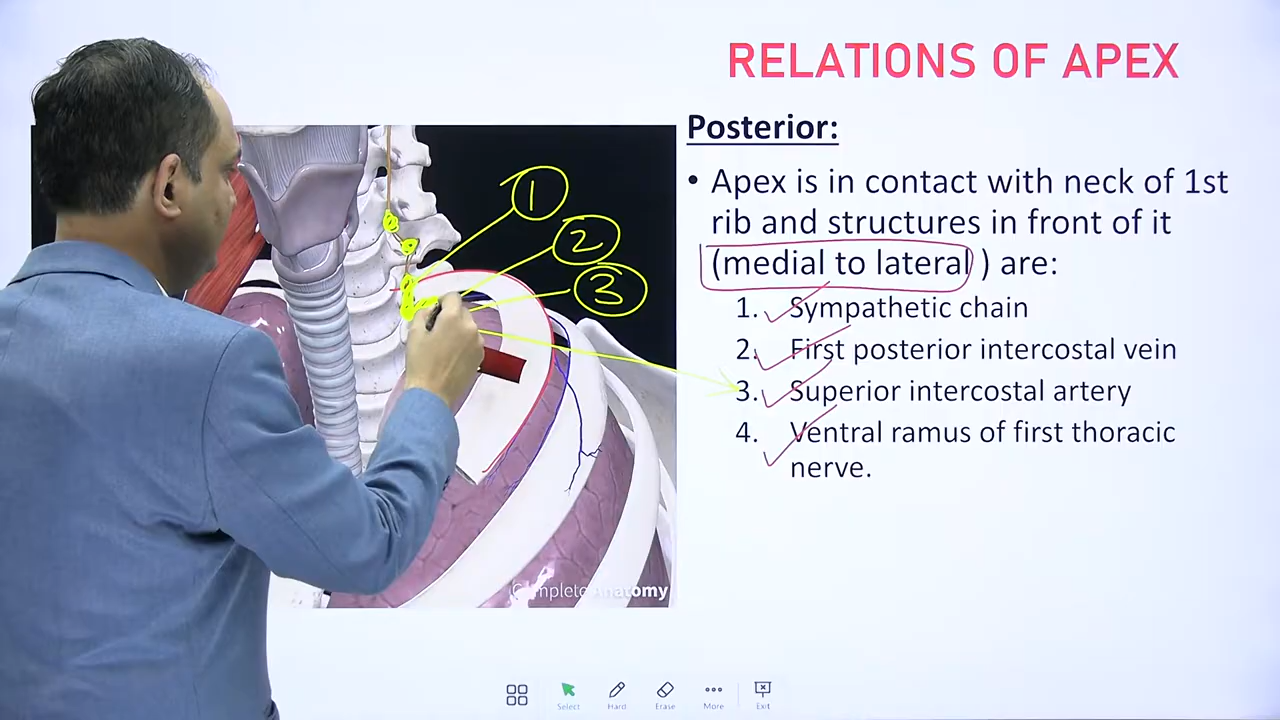 RELATIONS OF APEX
Posterior:
• Apex is in contact with neck of 1st
rib and structures in front of it
(medial to lateral ) are:
1. Sympathetic chain
2. First posterior intercostal vein
3. Superior intercostal artery
4. Ventral ramus of first thoracic
nerve.
1
2
3
Complete Anatomy
Select
Hard
Erase
More
Exit